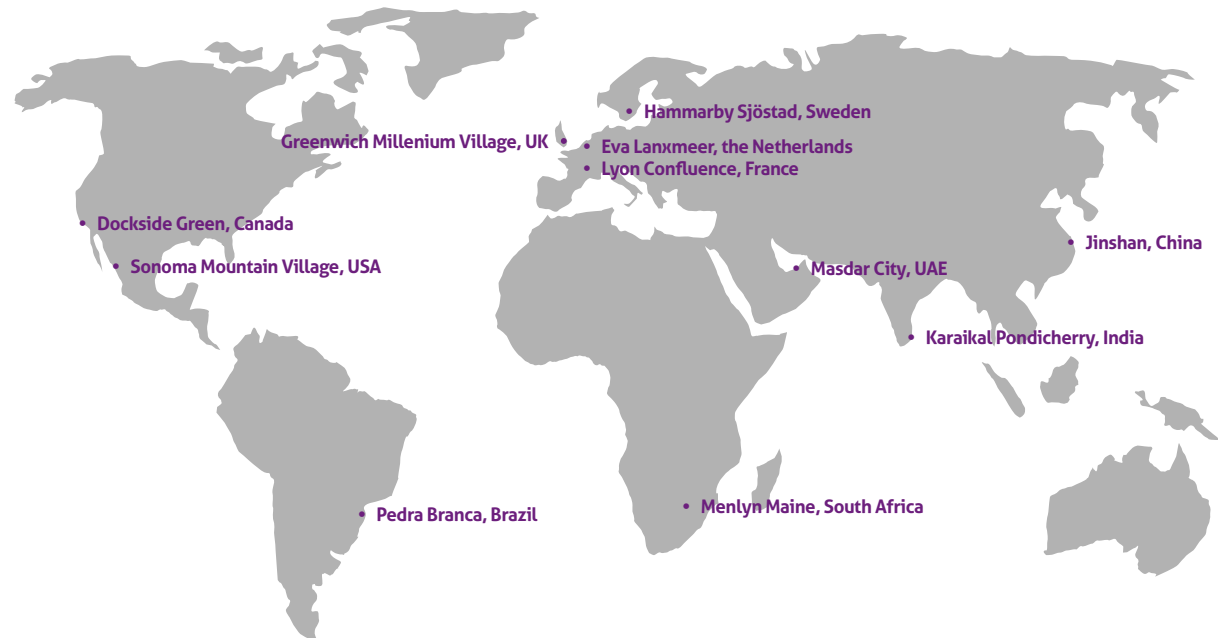 Hammarby Sjöstad, Sweden
Greenwich Millenium Village, UK
Eva Lanxmeer, the Netherlands
Lyon Confluence, France
Dockside Green, Canada
Jinshan, China
Sonoma Mountain Village, USA
Masdar City, UAE
Karaikal Pondicherry, India
Menlyn Maine, South Africa
Pedra Branca, Brazil